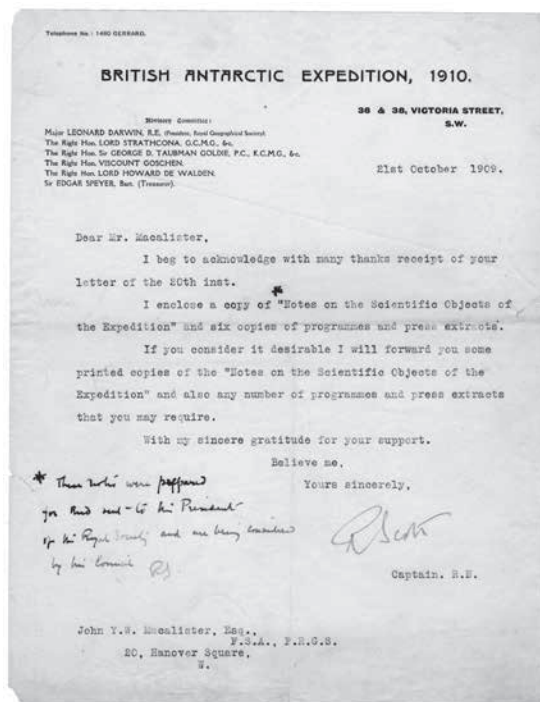 Telephone No.: 1490 GERRARD.
BRITISH ANTARCTIC EXPEDITION, 1910.
36 & 38, VICTORIA STREET,
S.W.
Advisory Committee:
Major LEONARD DARWIN, R.E. (President, Royal Geographical Society)
The Right Hon. LORD STRATHCONA, G.C.M.G., &c.
The Right Hon. Sir GEORGE D. TAUBMAN GOLDIE, P.C., K.C.M.G., &c.
The Right Hon. VISCOUNT GOSCHEN.
The Right Hon. LORD HOWARD DE WALDEN.
Sir EDGAR SPEYER, Bart. (Treasurer).
21st October 1909.
Dear Mr. Macalister,
I beg to acknowledge with many thanks receipt of your
letter of the 20th inst.
*
I enclose a copy of "Notes on the Scientific Objects of
the Expedition" and six copies of programmes and press extracts.
If you consider it desirable I will forward you some
printed copies of the "Notes on the Scientific Objects of the
Expedition" and also any number of programmes and press extracts
that you may require.
With my sincere gratitude for your support.
Believe me,
Yours sincerely,
* These notes were prepared
for and sent to the President
of the Royal Society and are being considered
by his Council RS
R Scott
Captain. R.N.
John Y.W. Macalister, Esq.,
F.S.A., F.R.G.S.
20, Hanover Square,
W.